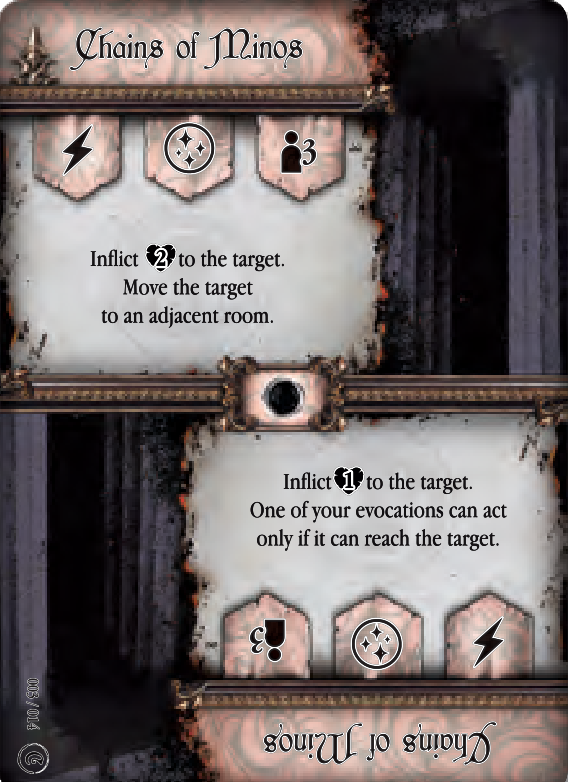 Chains of Minos
3
Inflict 2 to the target.
Move the target
to an adjacent room.
Inflict 1 to the target.
One of your evocations can act
only if it can reach the target.
3
Chains of Minos
003 / 014